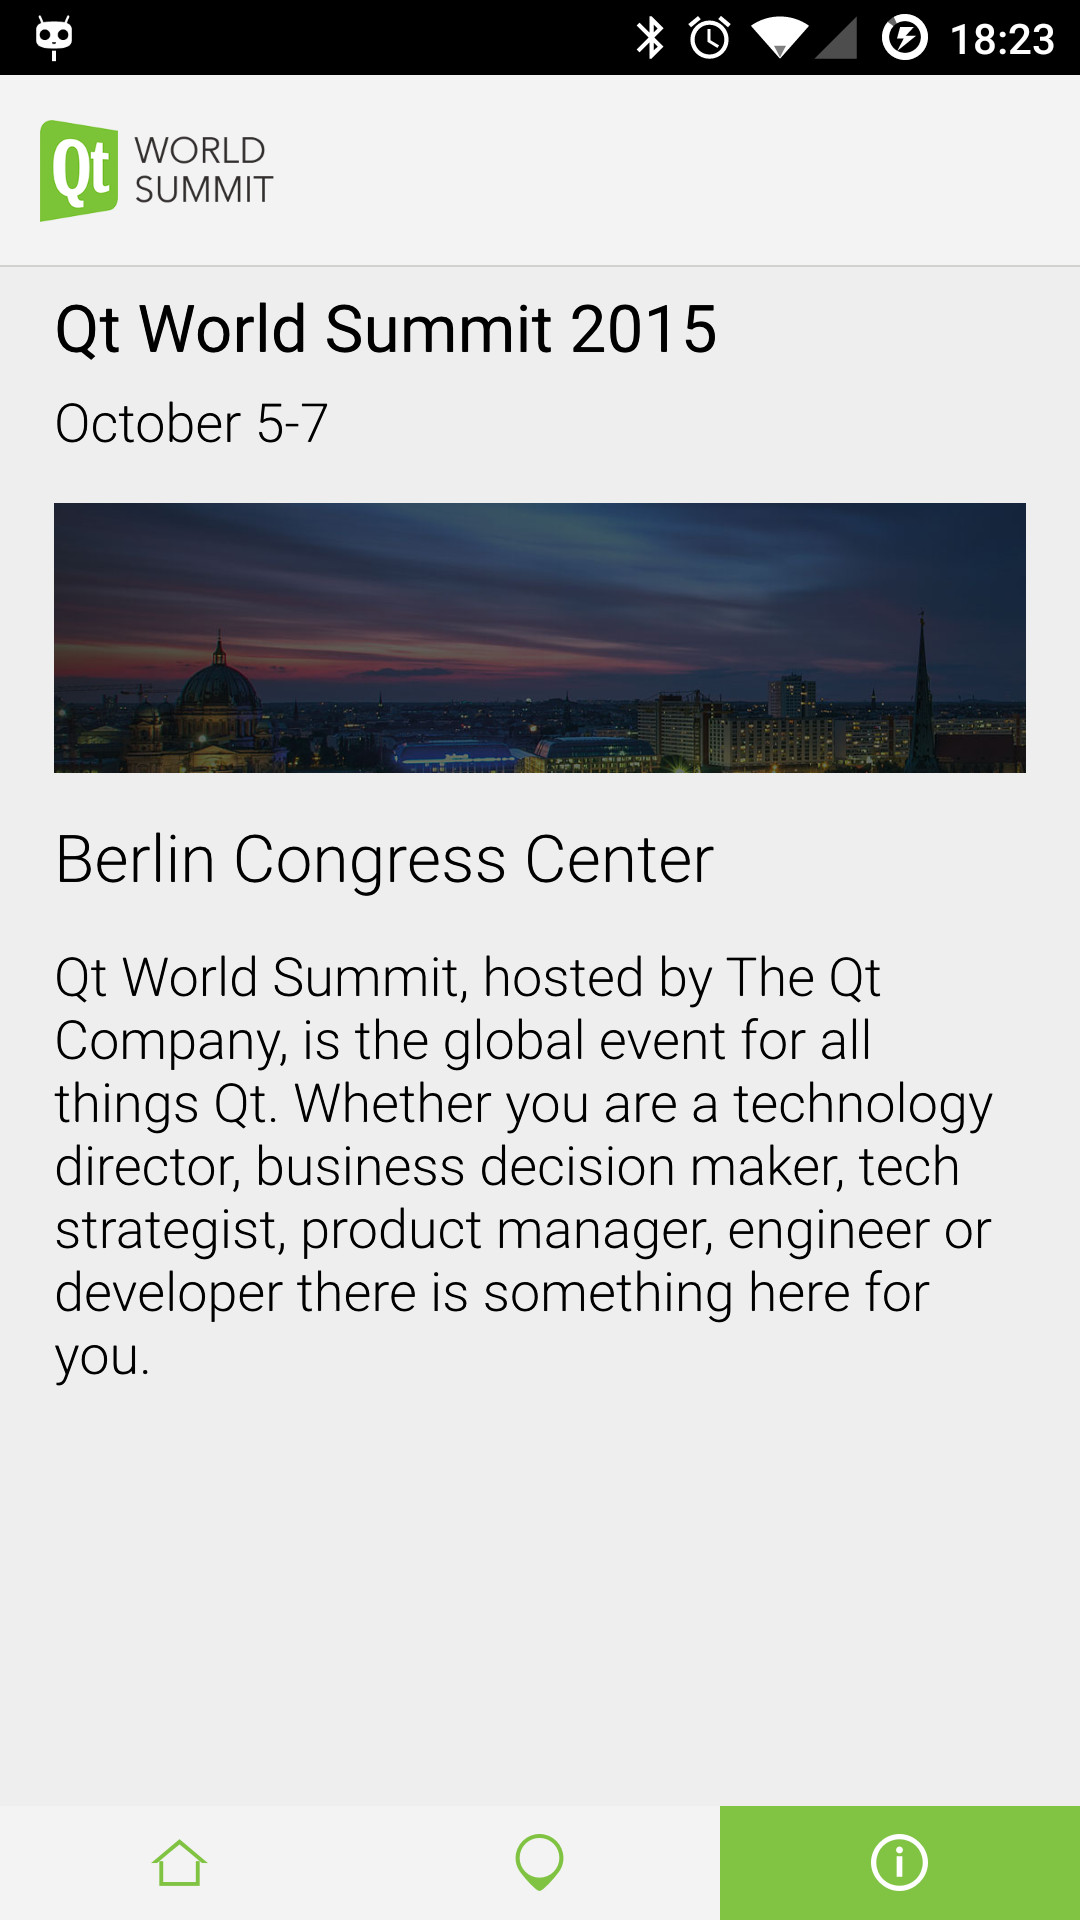 18:23
Qt WORLD
SUMMIT
Qt World Summit 2015
October 5-7
Berlin Congress Center
Qt World Summit, hosted by The Qt
Company, is the global event for all
things Qt. Whether you are a technology
director, business decision maker, tech
strategist, product manager, engineer or
developer there is something here for
you.